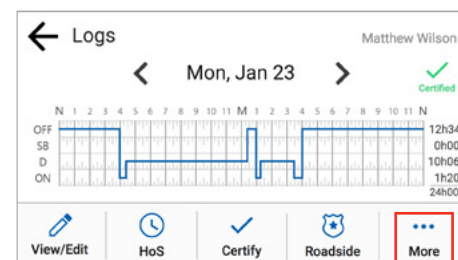 Logs
Matthew Wilson
Mon, Jan 23
Certified
N 1 2 3 4 5 6 7 8 9 10 11 M 1 2 3 4 5 6 7 8 9 10 11 N
OFF 12h34
SB 0h00
D 10h06
ON 1h20
24h00
View/Edit HoS Certify Roadside More